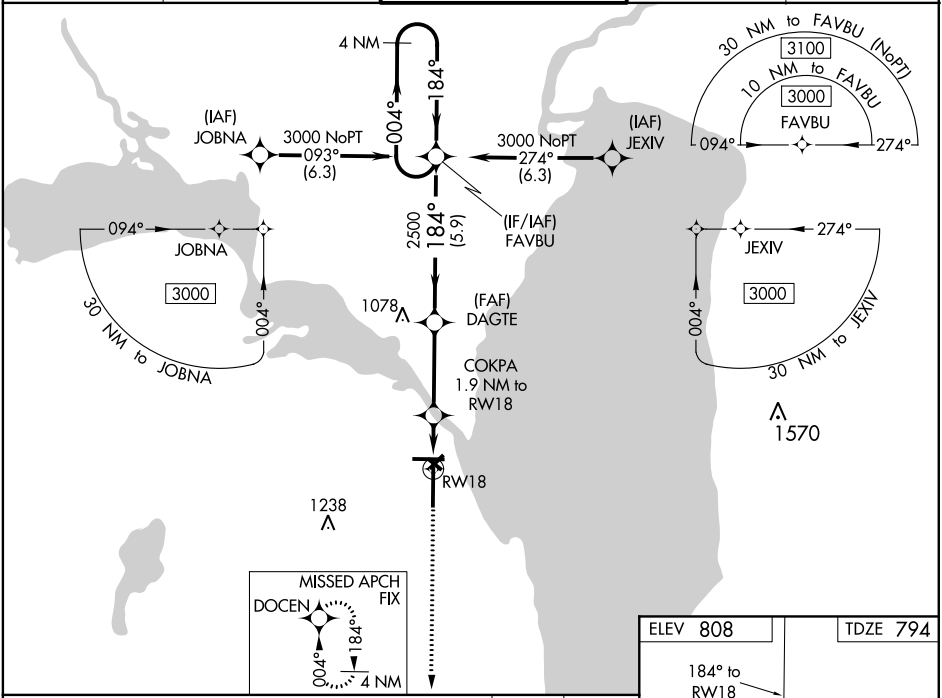 4 NM
004°
184°
30 NM to FAVBU (NoPT)
3100
10 NM to FAVBU
3000
FAVBU
094°
274°
(IAF)
JOBNA
3000 NoPT
093°
(6.3)
3000 NoPT
274°
(6.3)
(IAF)
JEXIV
(IF/IAF)
FAVBU
2500
184°
(5.9)
094°
JOBNA
3000
004°
30 NM to JOBNA
274°
JEXIV
3000
004°
30 NM to JEXIV
1078
(FAF)
DAGTE
COKPA
1.9 NM to
RW18
RW18
1570
1238
MISSED APCH
FIX
DOCEN
004°
184°
4 NM
ELEV 808
TDZE 794
184° to
RW18